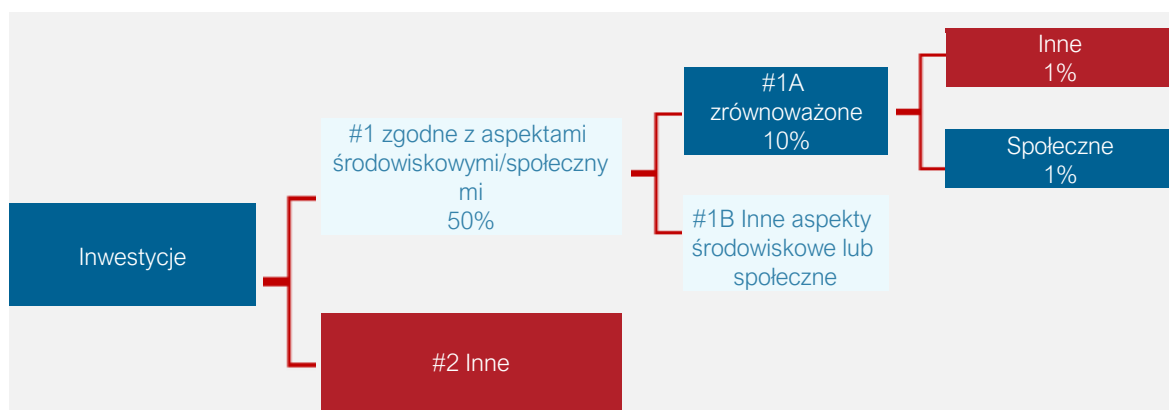 Inwestycje
#1 zgodne z aspektami
środowiskowymi/społeczny
mi
50%
#2 Inne
#1A
zrównoważone
10%
#1B Inne aspekty
środowiskowe lub
społeczne
Inne
1%
Społeczne
1%